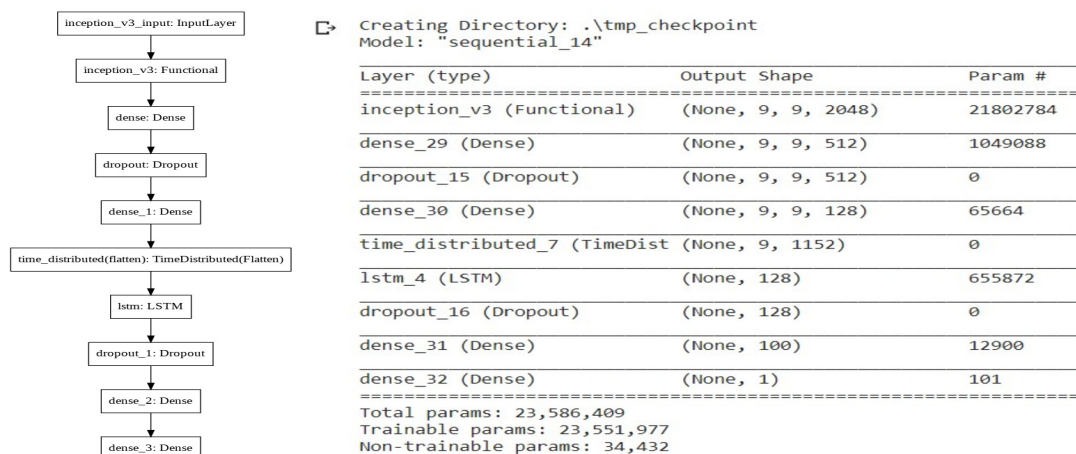 inception_v3_input: InputLayer
inception_v3: Functional
dense: Dense
dropout: Dropout
dense_1: Dense
time_distributed(flatten): TimeDistributed(Flatten)
lstm: LSTM
dropout_1: Dropout
dense_2: Dense
dense_3: Dense
Creating Directory: .\tmp_checkpoint
Model: "sequential_14"
Layer (type) Output Shape Param #
inception_v3 (Functional) (None, 9, 9, 2048) 21802784
dense_29 (Dense) (None, 9, 9, 512) 1049088
dropout_15 (Dropout) (None, 9, 9, 512) 0
dense_30 (Dense) (None, 9, 9, 128) 65664
time_distributed_7 (TimeDist (None, 9, 1152) 0
lstm_4 (LSTM) (None, 128) 655872
dropout_16 (Dropout) (None, 128) 0
dense_31 (Dense) (None, 100) 12900
dense_32 (Dense) (None, 1) 101
Total params: 23,586,409
Trainable params: 23,551,977
Non-trainable params: 34,432